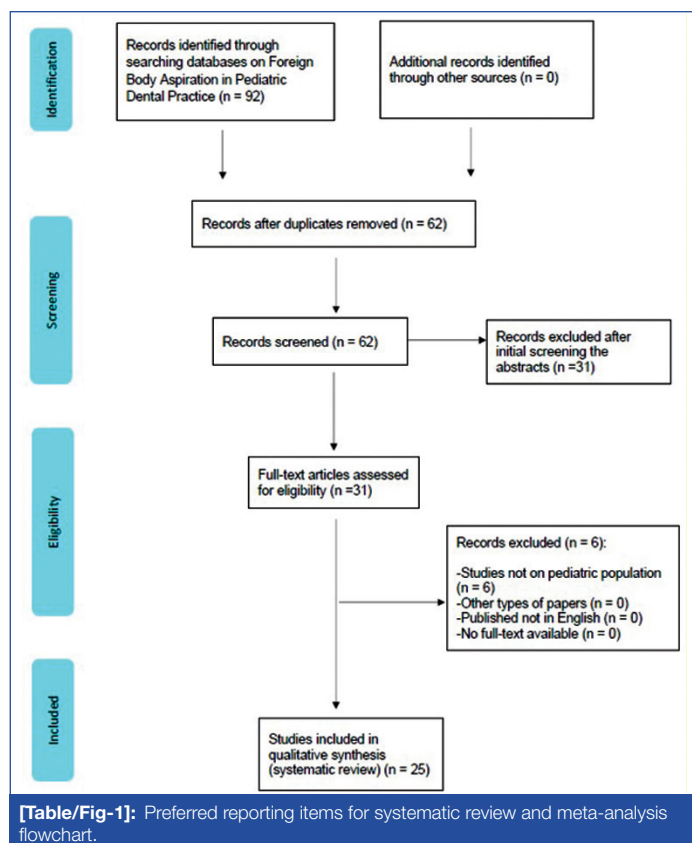 Identification
Records identified through
searching databases on Foreign
Body Aspiration in Pediatric
Dental Practice (n = 92)
Additional records identified
through other sources (n = 0)
Screening
Records after duplicates removed (n = 62)
Records screened (n = 62)
Records excluded after
initial screening the
abstracts (n =31)
Eligibility
Full-text articles assessed
for eligibility (n =31)
Records excluded (n = 6):
-Studies not on pediatric population
(n = 6)
-Other types of papers (n = 0)
-Published not in English (n = 0)
-No full-text available (n = 0)
Included
Studies included in
qualitative synthesis
(systematic review) (n = 25)
[Table/Fig-1]: Preferred reporting items for systematic review and meta-analysis
flowchart.